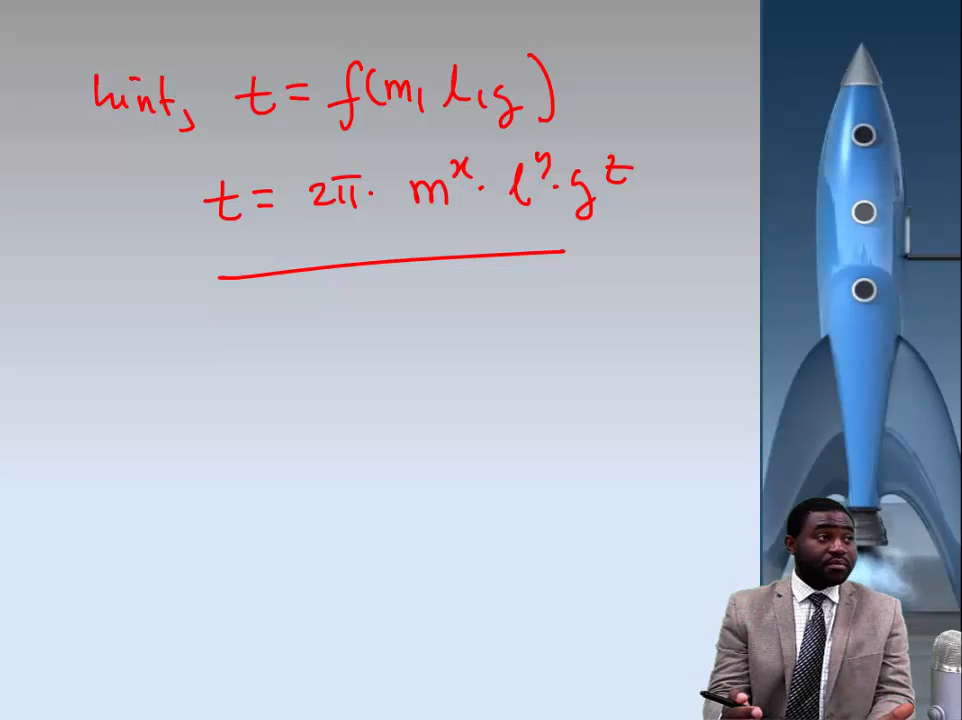 hint, t = f(m, l, g)
t = 2π · m^x · l^y · g^z